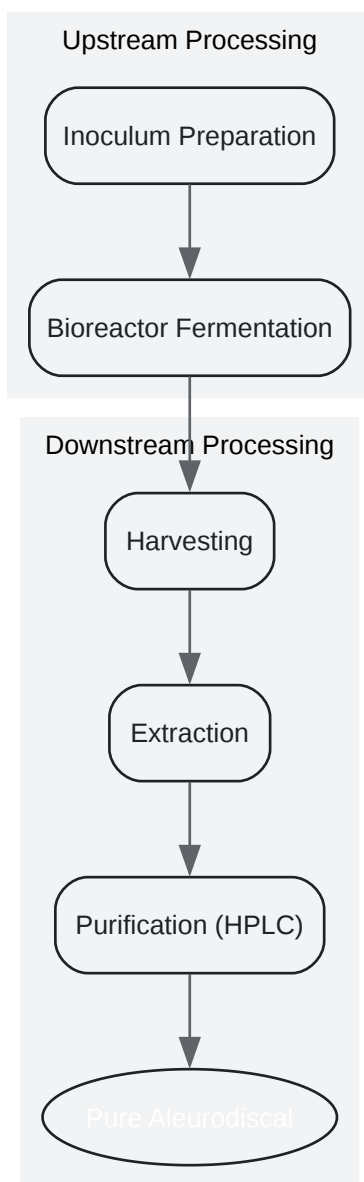 Upstream Processing
Inoculum Preparation
Bioreactor Fermentation
Downstream Processing
Harvesting
Extraction
Purification (HPLC)
Pure Aleurodiscal